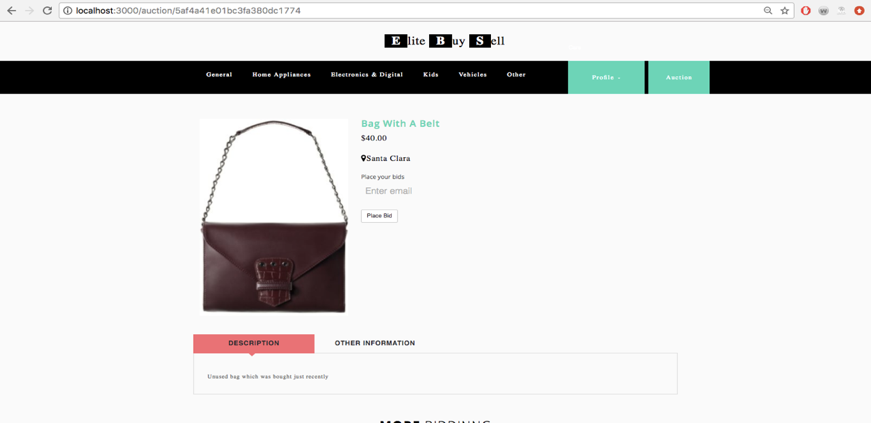 localhost:3000/auction/5af4a41e01bc3fa380dc1774
Elite Buy Sell
General Home Appliances Electronics & Digital Kids Vehicles Other Profile Auction
Bag With A Belt
$40.00
Santa Clara
Place your bids
Enter email
Place Bid
DESCRIPTION OTHER INFORMATION
Unused bag which was bought just recently
MORE BIDDINNG